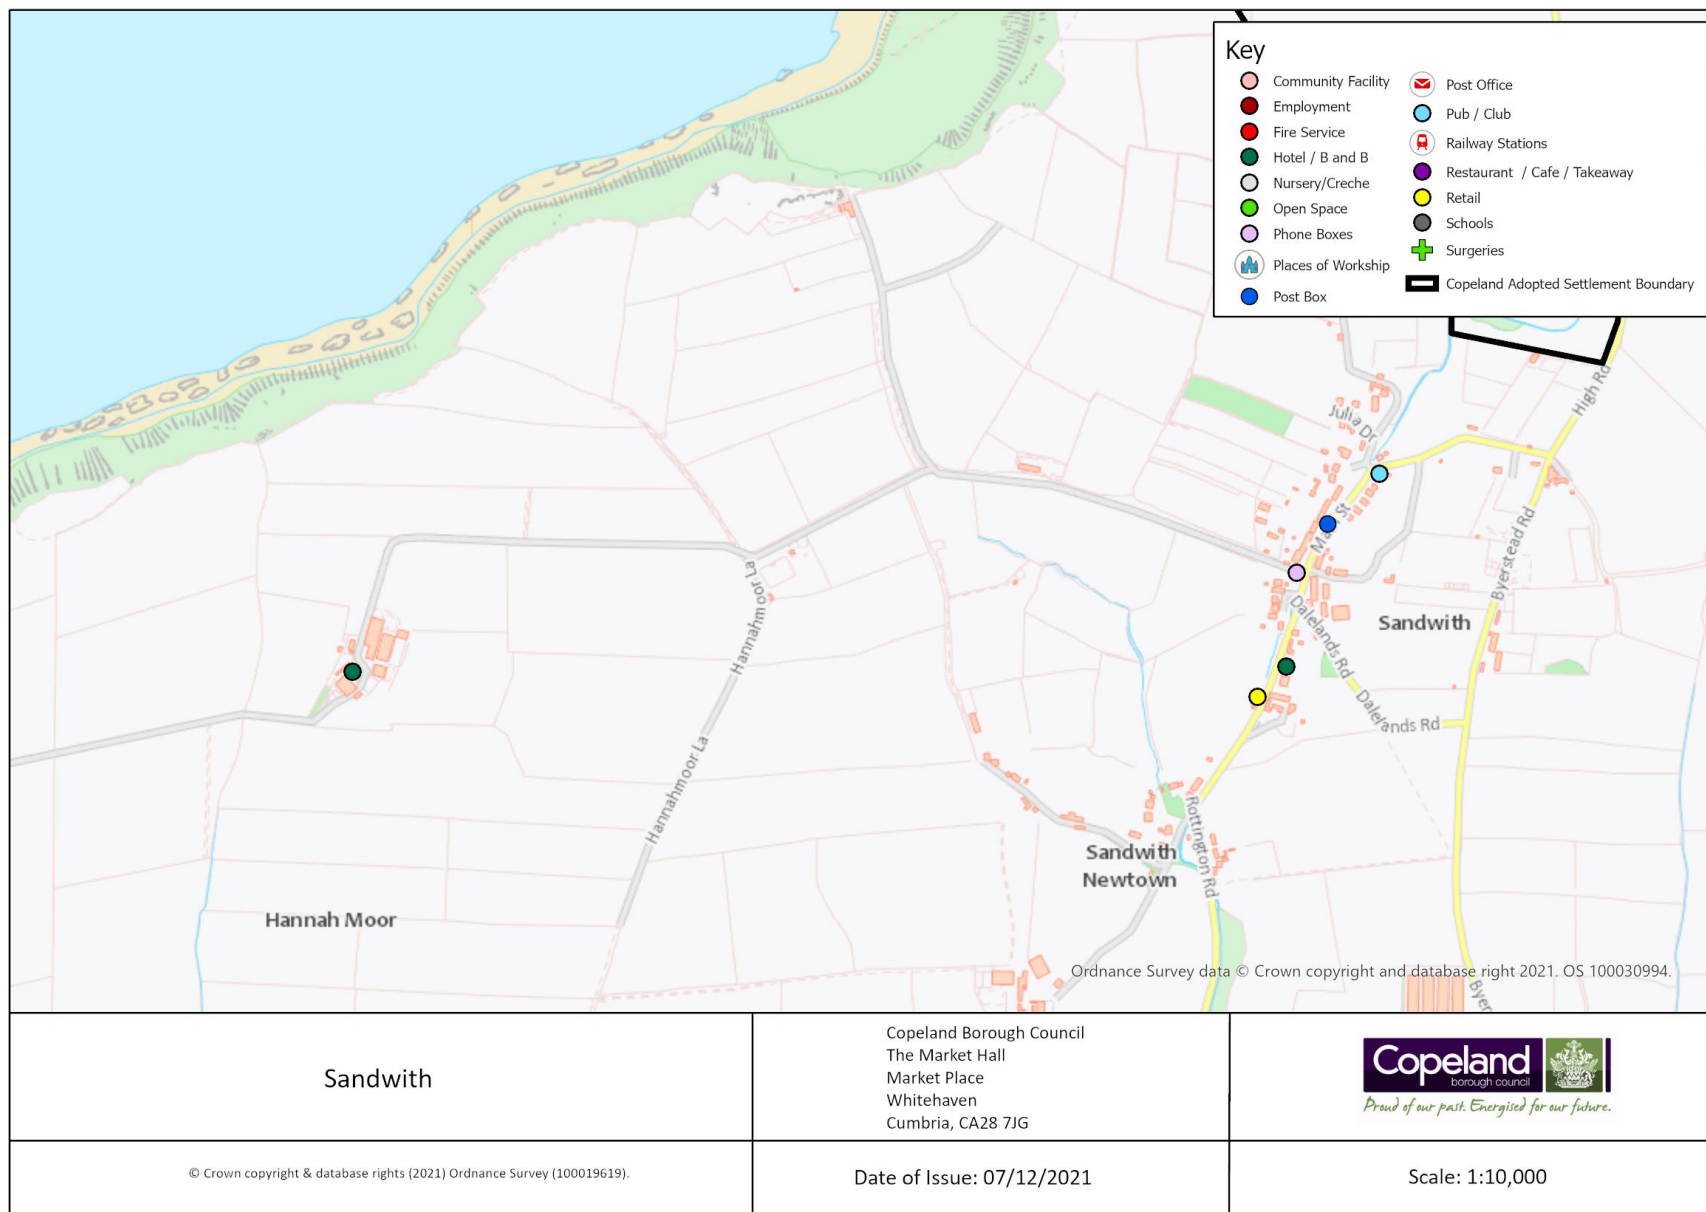 Key
Community Facility
Employment
Fire Service
Hotel / B and B
Nursery/Creche
Open Space
Phone Boxes
Places of Workship
Post Box
Post Office
Pub / Club
Railway Stations
Restaurant / Cafe / Takeaway
Retail
Schools
Surgeries
Copeland Adopted Settlement Boundary
High Rd
Julia Dr
St
Byerstead Rd
Sandwith
Dalelands Rd
Dalelands Rd
Hannahmoor La
Hannahmoor La
Hannahmoor La
Rottington Rd
Sandwith
Newtown
Hannah Moor
Ordnance Survey data © Crown copyright and database right 2021. OS 100030994.
Byer
Sandwith
Copeland Borough Council
The Market Hall
Market Place
Whitehaven
Cumbria, CA28 7JG
Copeland
borough council
Proud of our past. Energised for our future.
© Crown copyright & database rights (2021) Ordnance Survey (100019619).
Date of Issue: 07/12/2021
Scale: 1:10,000